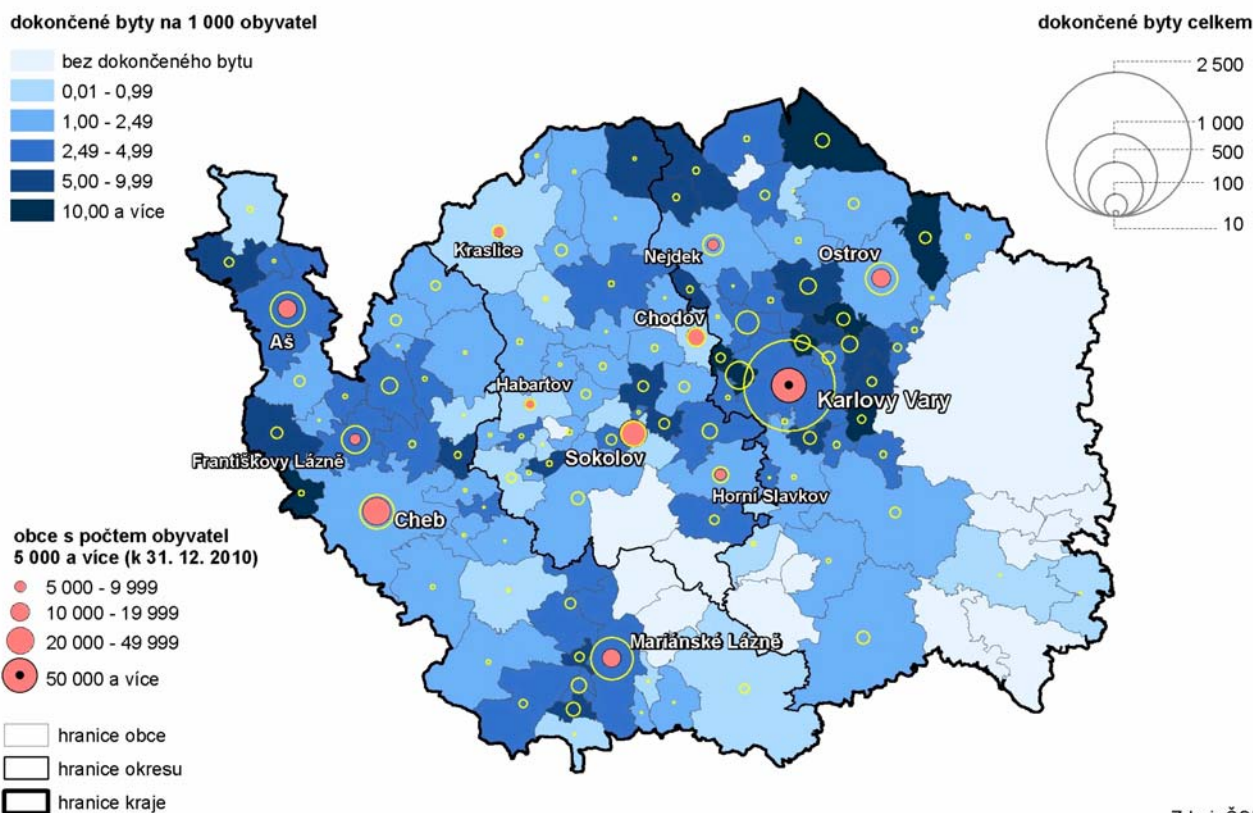 dokončené byty na 1 000 obyvatel
bez dokončeného bytu
0,01 - 0,99
1,00 - 2,49
2,49 - 4,99
5,00 - 9,99
10,00 a více
dokončené byty celkem
2 500
1 000
500
100
10
Kraslice
Nejdek
Ostrov
Chodov
Aš
Habartov
Karlovy Vary
Františkovy Lázně
Sokolov
Horní Slavkov
Cheb
Mariánské Lázně
obce s počtem obyvatel
5 000 a více (k 31. 12. 2010)
5 000 - 9 999
10 000 - 19 999
20 000 - 49 999
50 000 a více
hranice obce
hranice okresu
hranice kraje